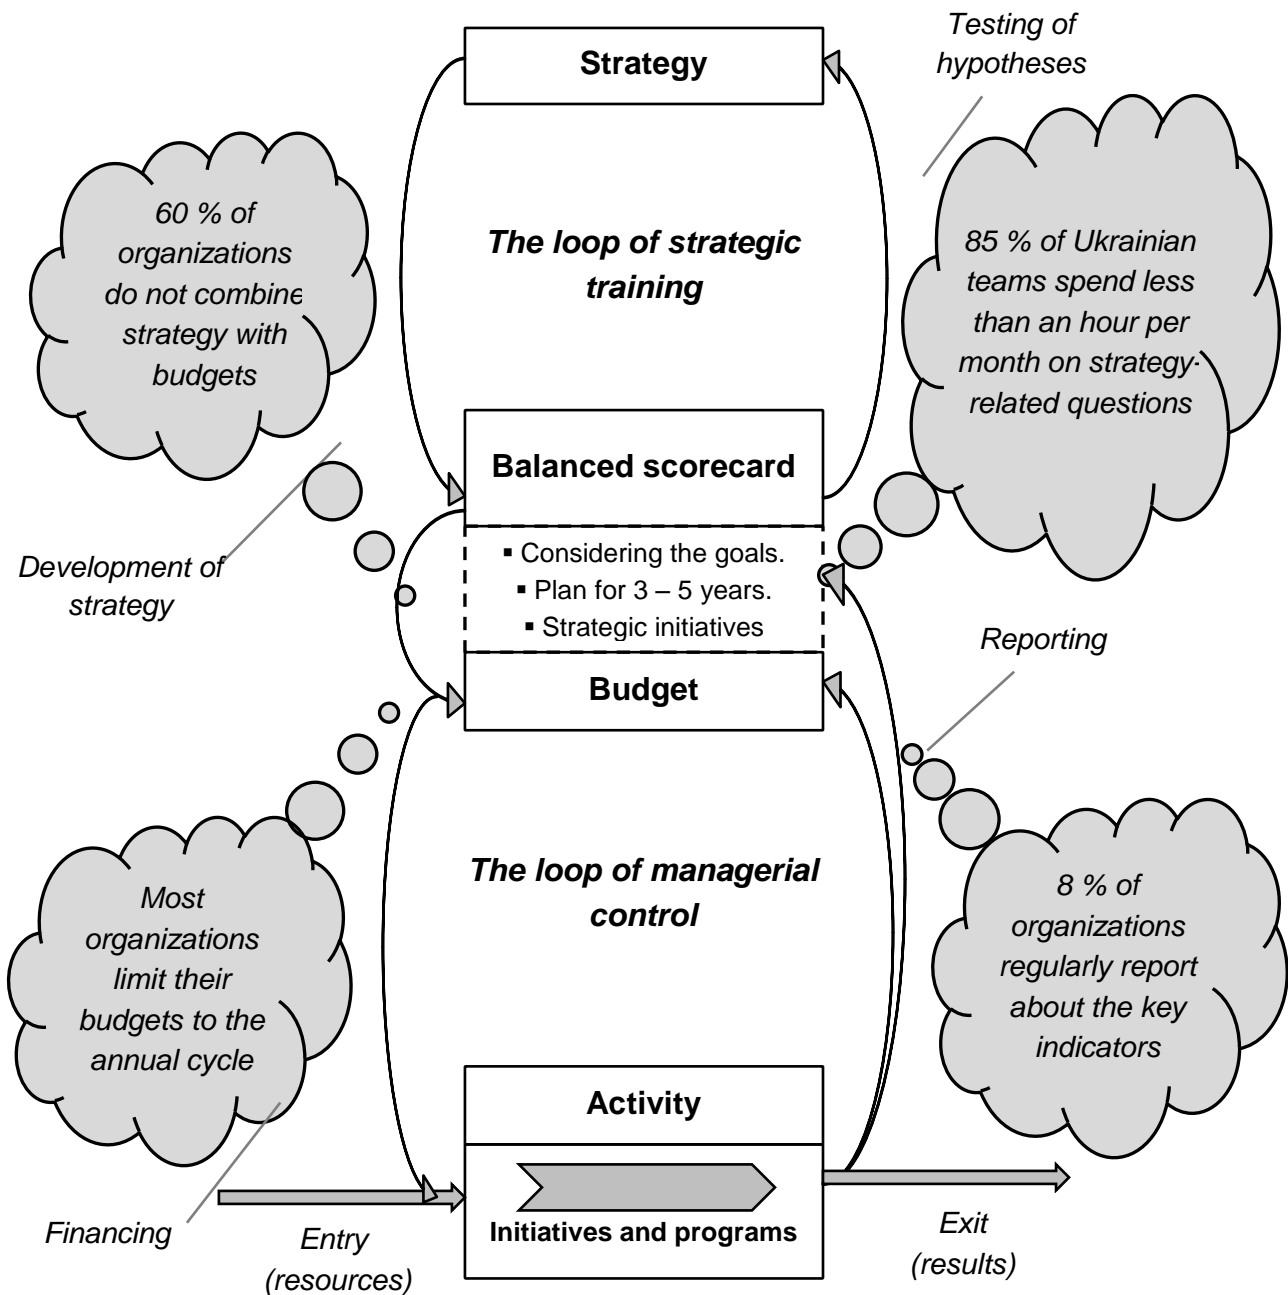 Testing of
hypotheses
Strategy
60 % of
organizations
do not combine
strategy with
budgets
The loop of strategic
training
85 % of Ukrainian
teams spend less
than an hour per
month on strategy-
related questions
Balanced scorecard
▪ Considering the goals.
▪ Plan for 3 – 5 years.
▪ Strategic initiatives
Development of
strategy
Reporting
Budget
Most
organizations
limit their
budgets to the
annual cycle
The loop of managerial
control
8 % of
organizations
regularly report
about the key
indicators
Activity
Initiatives and programs
Financing
Entry
(resources)
Exit
(results)